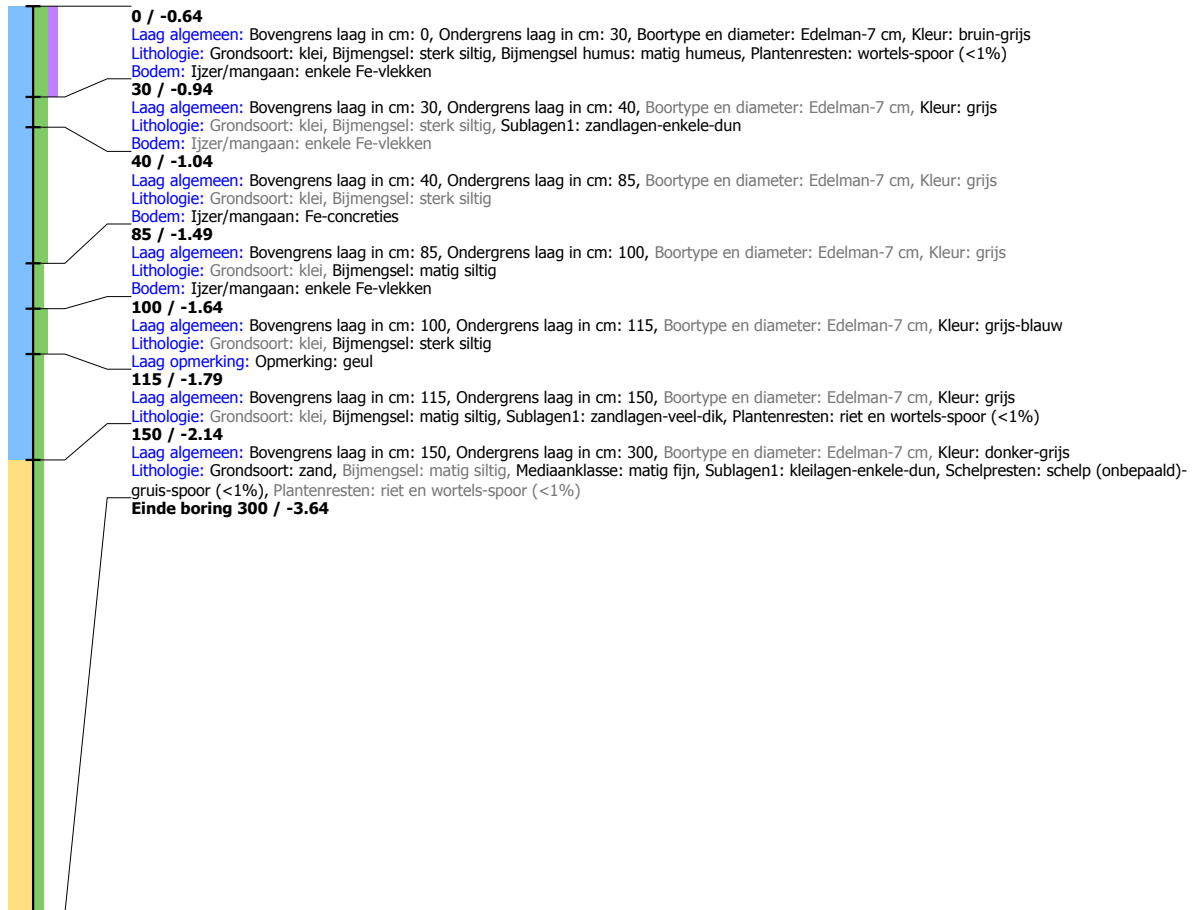 0 / -0.64
Laag algemeen: Bovengrens laag in cm: 0, Ondergrens laag in cm: 30, Boortype en diameter: Edelman-7 cm, Kleur: bruin-grijs
Lithologie: Grondsoort: klei, Bijmengsel: sterk siltig, Bijmengsel humus: matig humeus, Plantenresten: wortels-spoor (<1%)
Bodem: Ijzer/mangaan: enkele Fe-vlekken
30 / -0.94
Laag algemeen: Bovengrens laag in cm: 30, Ondergrens laag in cm: 40, Boortype en diameter: Edelman-7 cm, Kleur: grijs
Lithologie: Grondsoort: klei, Bijmengsel: sterk siltig, Sublagen1: zandlagen-enkele-dun
Bodem: Ijzer/mangaan: enkele Fe-vlekken
40 / -1.04
Laag algemeen: Bovengrens laag in cm: 40, Ondergrens laag in cm: 85, Boortype en diameter: Edelman-7 cm, Kleur: grijs
Lithologie: Grondsoort: klei, Bijmengsel: sterk siltig
Bodem: Ijzer/mangaan: Fe-concreties
85 / -1.49
Laag algemeen: Bovengrens laag in cm: 85, Ondergrens laag in cm: 100, Boortype en diameter: Edelman-7 cm, Kleur: grijs
Lithologie: Grondsoort: klei, Bijmengsel: matig siltig
Bodem: Ijzer/mangaan: enkele Fe-vlekken
100 / -1.64
Laag algemeen: Bovengrens laag in cm: 100, Ondergrens laag in cm: 115, Boortype en diameter: Edelman-7 cm, Kleur: grijs-blauw
Lithologie: Grondsoort: klei, Bijmengsel: sterk siltig
Laag opmerking: Opmerking: geul
115 / -1.79
Laag algemeen: Bovengrens laag in cm: 115, Ondergrens laag in cm: 150, Boortype en diameter: Edelman-7 cm, Kleur: grijs
Lithologie: Grondsoort: klei, Bijmengsel: matig siltig, Sublagen1: zandlagen-veel-dik, Plantenresten: riet en wortels-spoor (<1%)
150 / -2.14
Laag algemeen: Bovengrens laag in cm: 150, Ondergrens laag in cm: 300, Boortype en diameter: Edelman-7 cm, Kleur: donker-grijs
Lithologie: Grondsoort: zand, Bijmengsel: matig siltig, Mediaanklasse: matig fijn, Sublagen1: kleilagen-enkele-dun, Schelpresten: schelp (onbepaald)-
gruis-spoor (<1%), Plantenresten: riet en wortels-spoor (<1%)
Einde boring 300 / -3.64